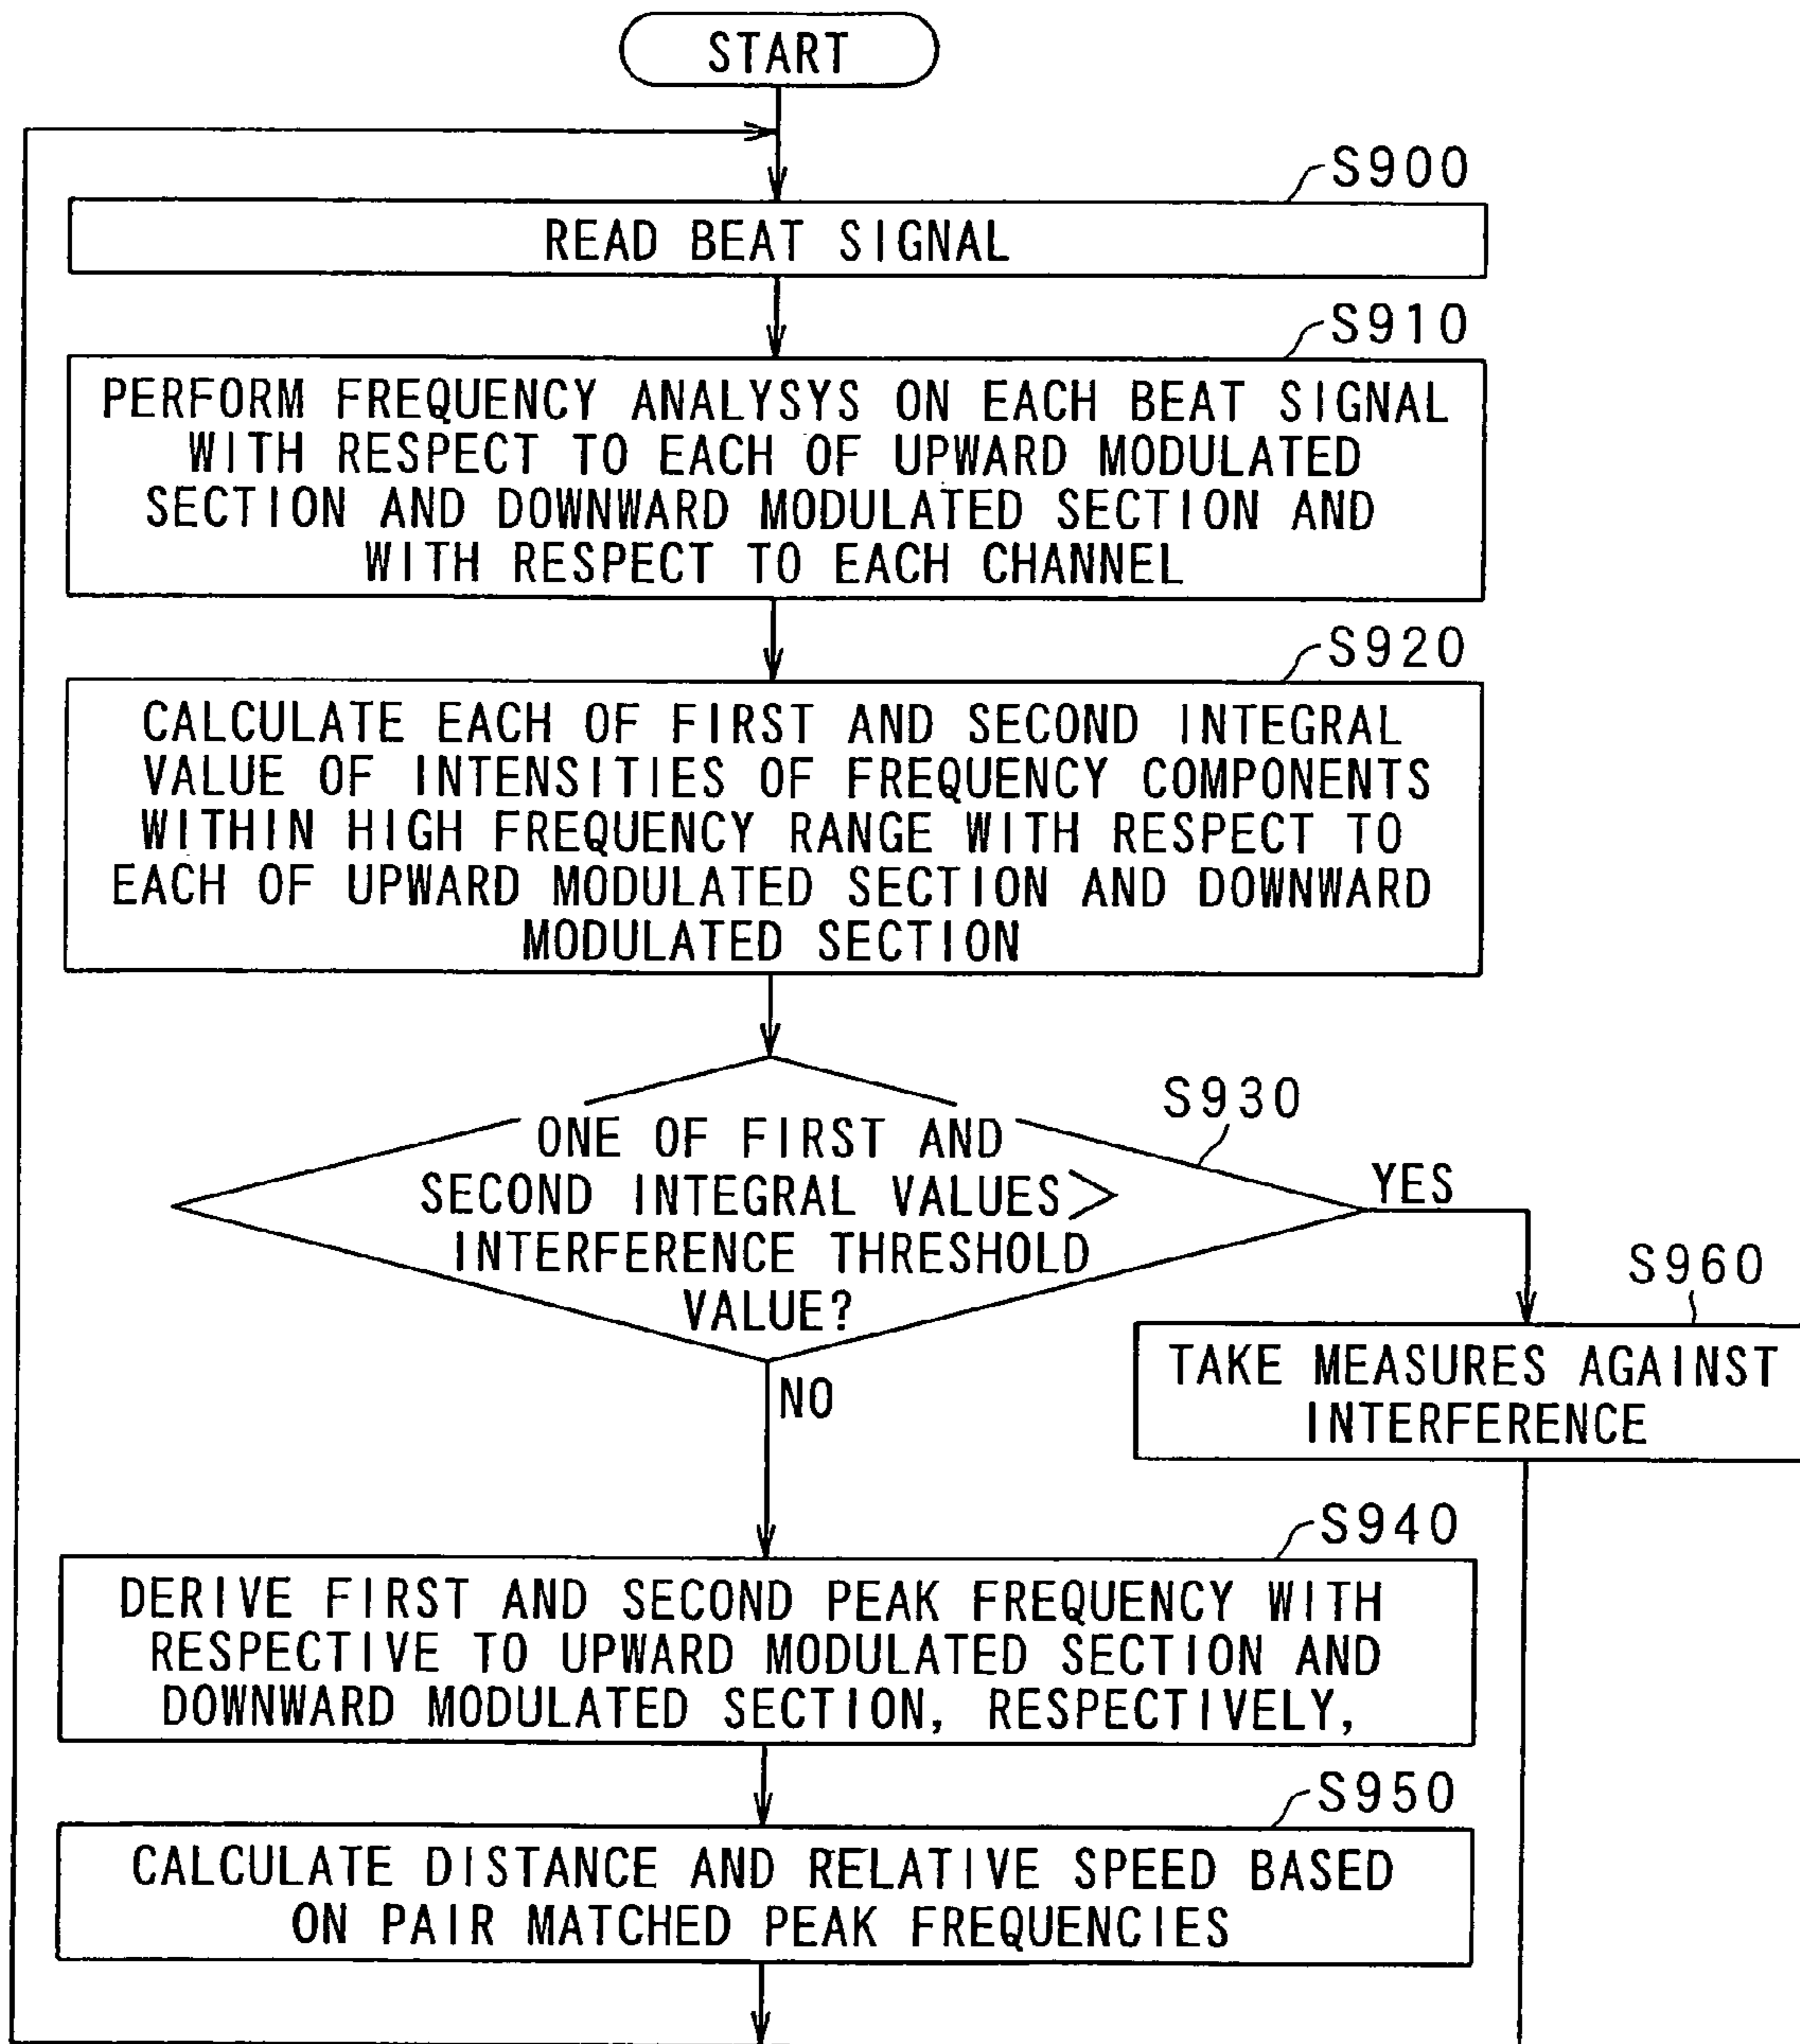 START
S900
READ BEAT SIGNAL
S910
PERFORM FREQUENCY ANALYSYS ON EACH BEAT SIGNAL
WITH RESPECT TO EACH OF UPWARD MODULATED
SECTION AND DOWNWARD MODULATED SECTION AND
WITH RESPECT TO EACH CHANNEL
S920
CALCULATE EACH OF FIRST AND SECOND INTEGRAL
VALUE OF INTENSITIES OF FREQUENCY COMPONENTS
WITHIN HIGH FREQUENCY RANGE WITH RESPECT TO
EACH OF UPWARD MODULATED SECTION AND DOWNWARD
MODULATED SECTION
S930
ONE OF FIRST AND
SECOND INTEGRAL VALUES>
INTERFERENCE THRESHOLD
VALUE?
YES
NO
S960
TAKE MEASURES AGAINST
INTERFERENCE
S940
DERIVE FIRST AND SECOND PEAK FREQUENCY WITH
RESPECTIVE TO UPWARD MODULATED SECTION AND
DOWNWARD MODULATED SECTION, RESPECTIVELY,
S950
CALCULATE DISTANCE AND RELATIVE SPEED BASED
ON PAIR MATCHED PEAK FREQUENCIES